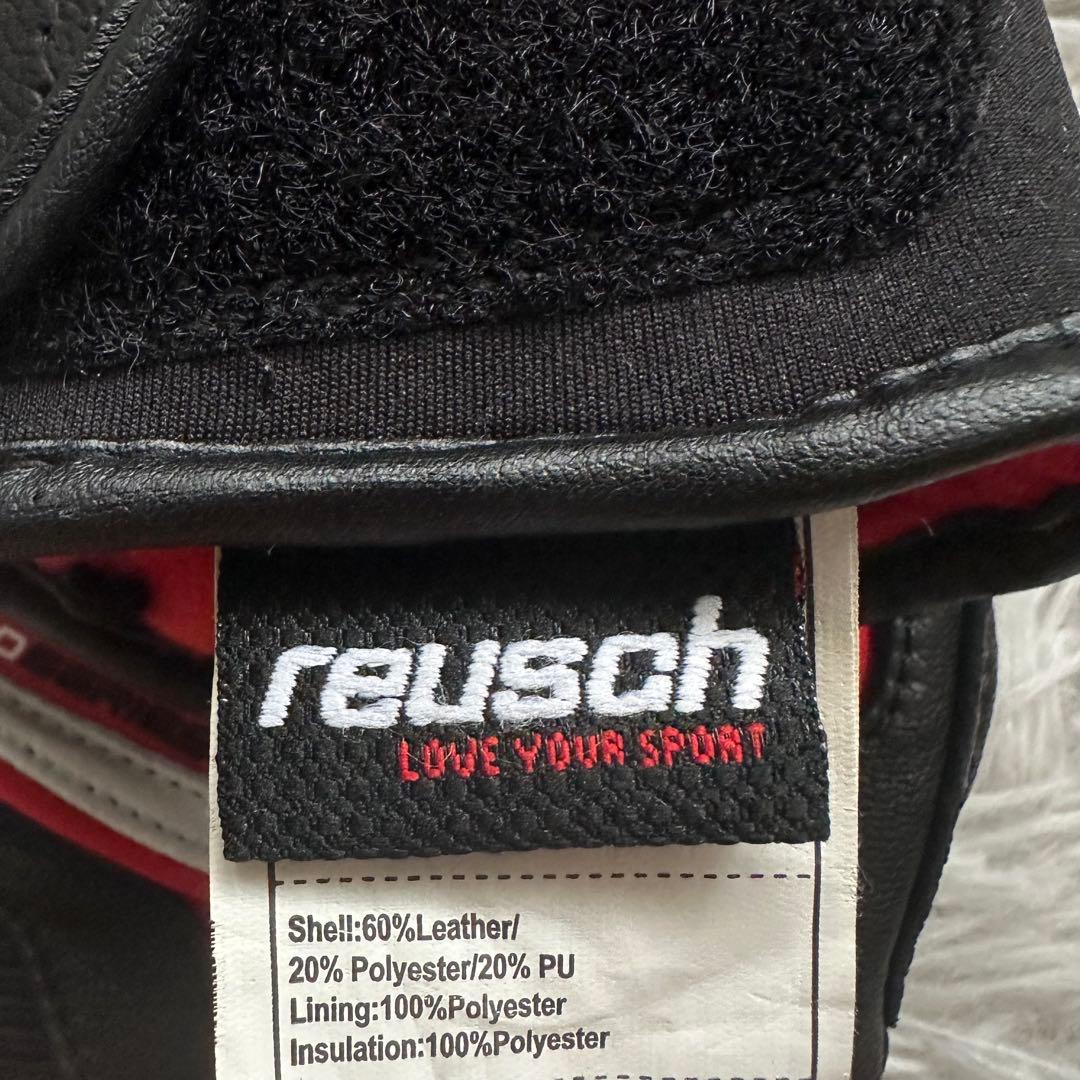 reusch
LOVE YOUR SPORT
Shell:60%Leather/
20% Polyester/20% PU
Lining:100%Polyester
Insulation:100%Polyester